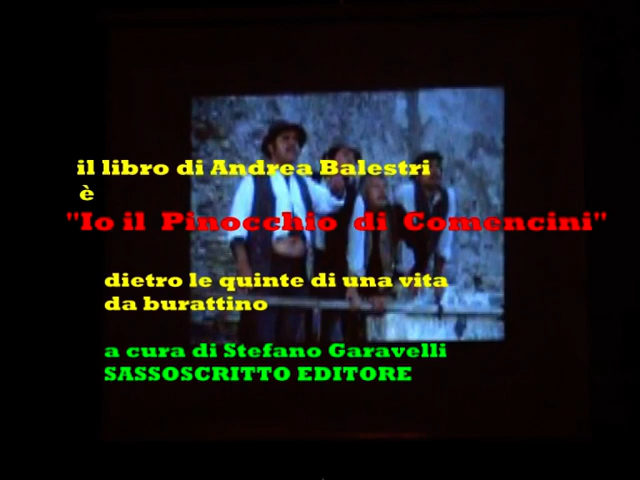 il libro di Andrea Balestri
è
"Io il Pinocchio di Comencini"
dietro le quinte di una vita
da burattino
a cura di Stefano Garavelli
SASSOSCRITTO EDITORE